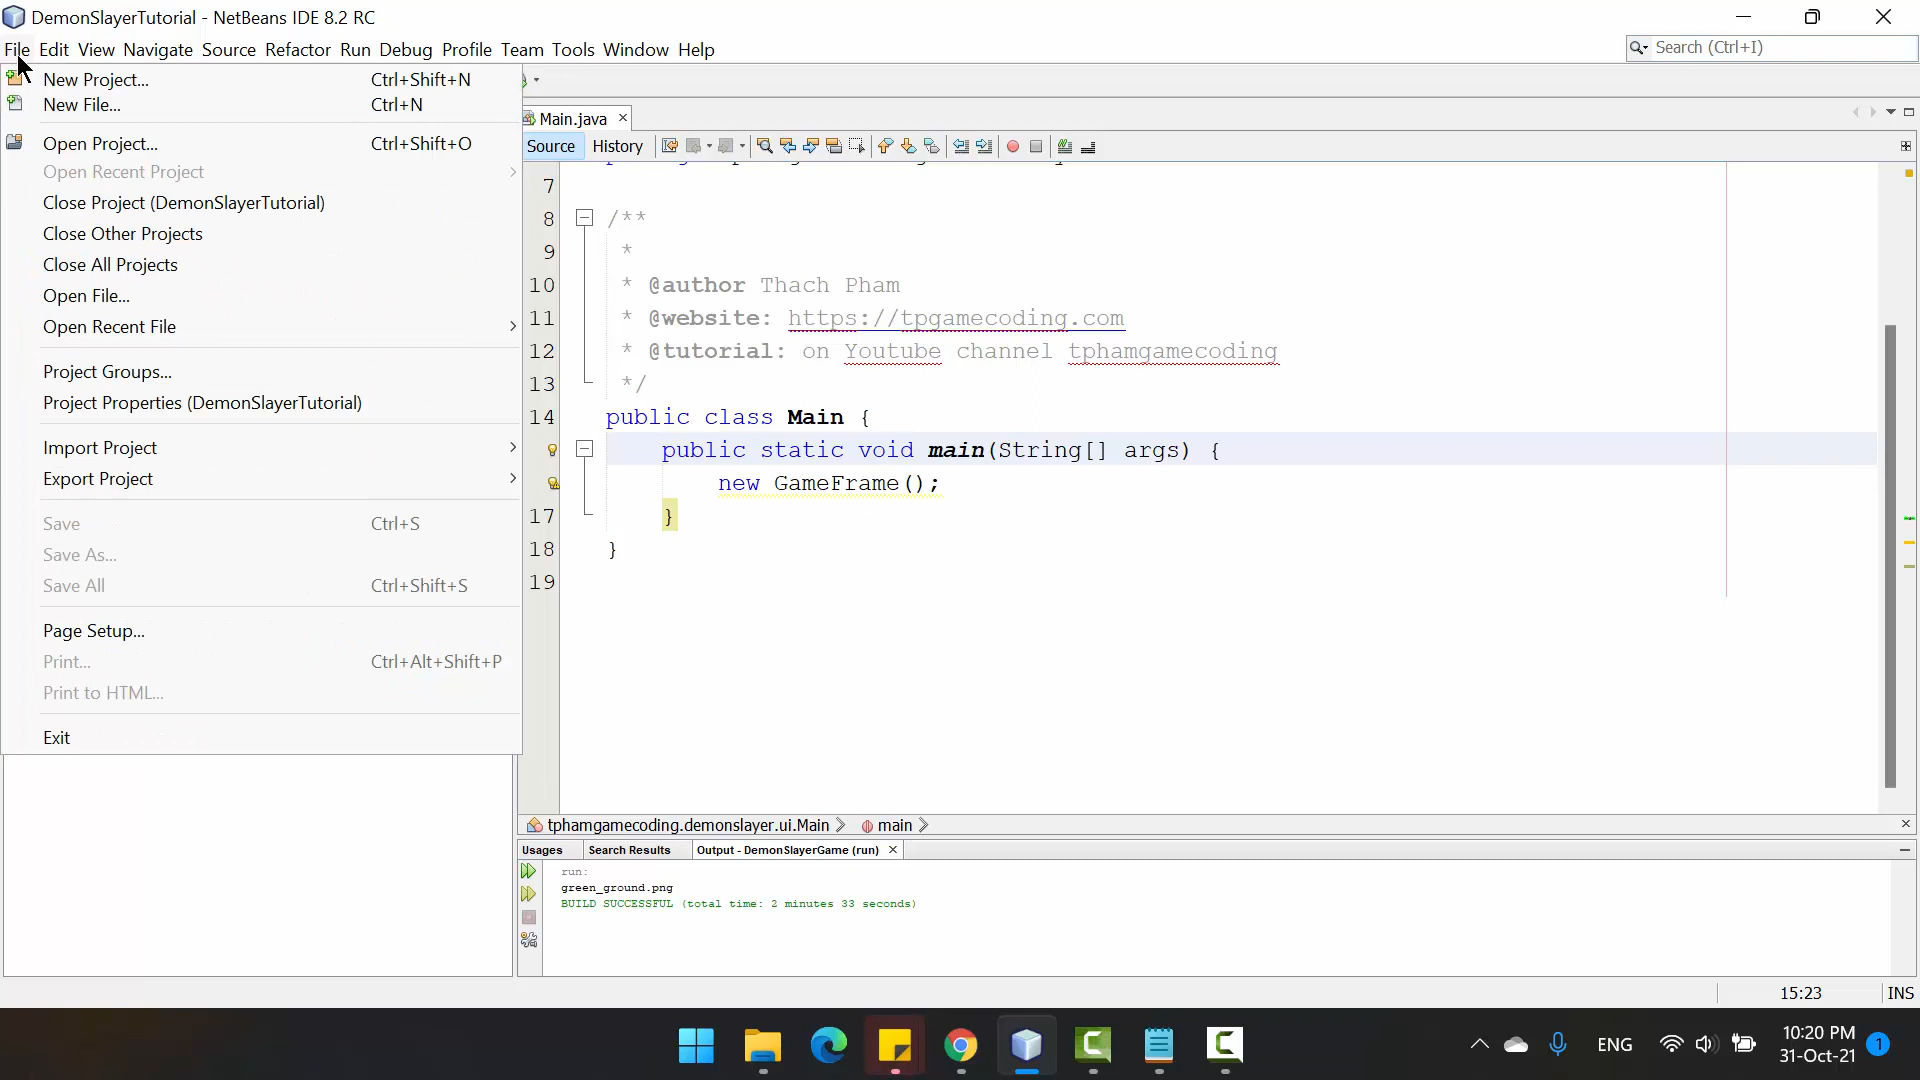 DemonSlayerTutorial - NetBeans IDE 8.2 RC
File Edit View Navigate Source Refactor Run Debug Profile Team Tools Window Help
Search (Ctrl+I)
New Project... Ctrl+Shift+N
New File... Ctrl+N
Open Project... Ctrl+Shift+O
Open Recent Project
Close Project (DemonSlayerTutorial)
Close Other Projects
Close All Projects
Open File...
Open Recent File
Project Groups...
Project Properties (DemonSlayerTutorial)
Import Project
Export Project
Save Ctrl+S
Save As...
Save All Ctrl+Shift+S
Page Setup...
Print... Ctrl+Alt+Shift+P
Print to HTML...
Exit
Main.java
Source History
7
8 /**
9 *
10 * @author Thach Pham
11 * @website: https://tpgamecoding.com
12 * @tutorial: on Youtube channel tphamgamecoding
13 */
14 public class Main {
public static void main(String[] args) {
new GameFrame();
17 }
18 }
19
tphamgamecoding.demonslayer.ui.Main main
Usages Search Results Output - DemonSlayerGame (run)
run:
green_ground.png
BUILD SUCCESSFUL (total time: 2 minutes 33 seconds)
15:23 INS
ENG
10:20 PM
31-Oct-21
1